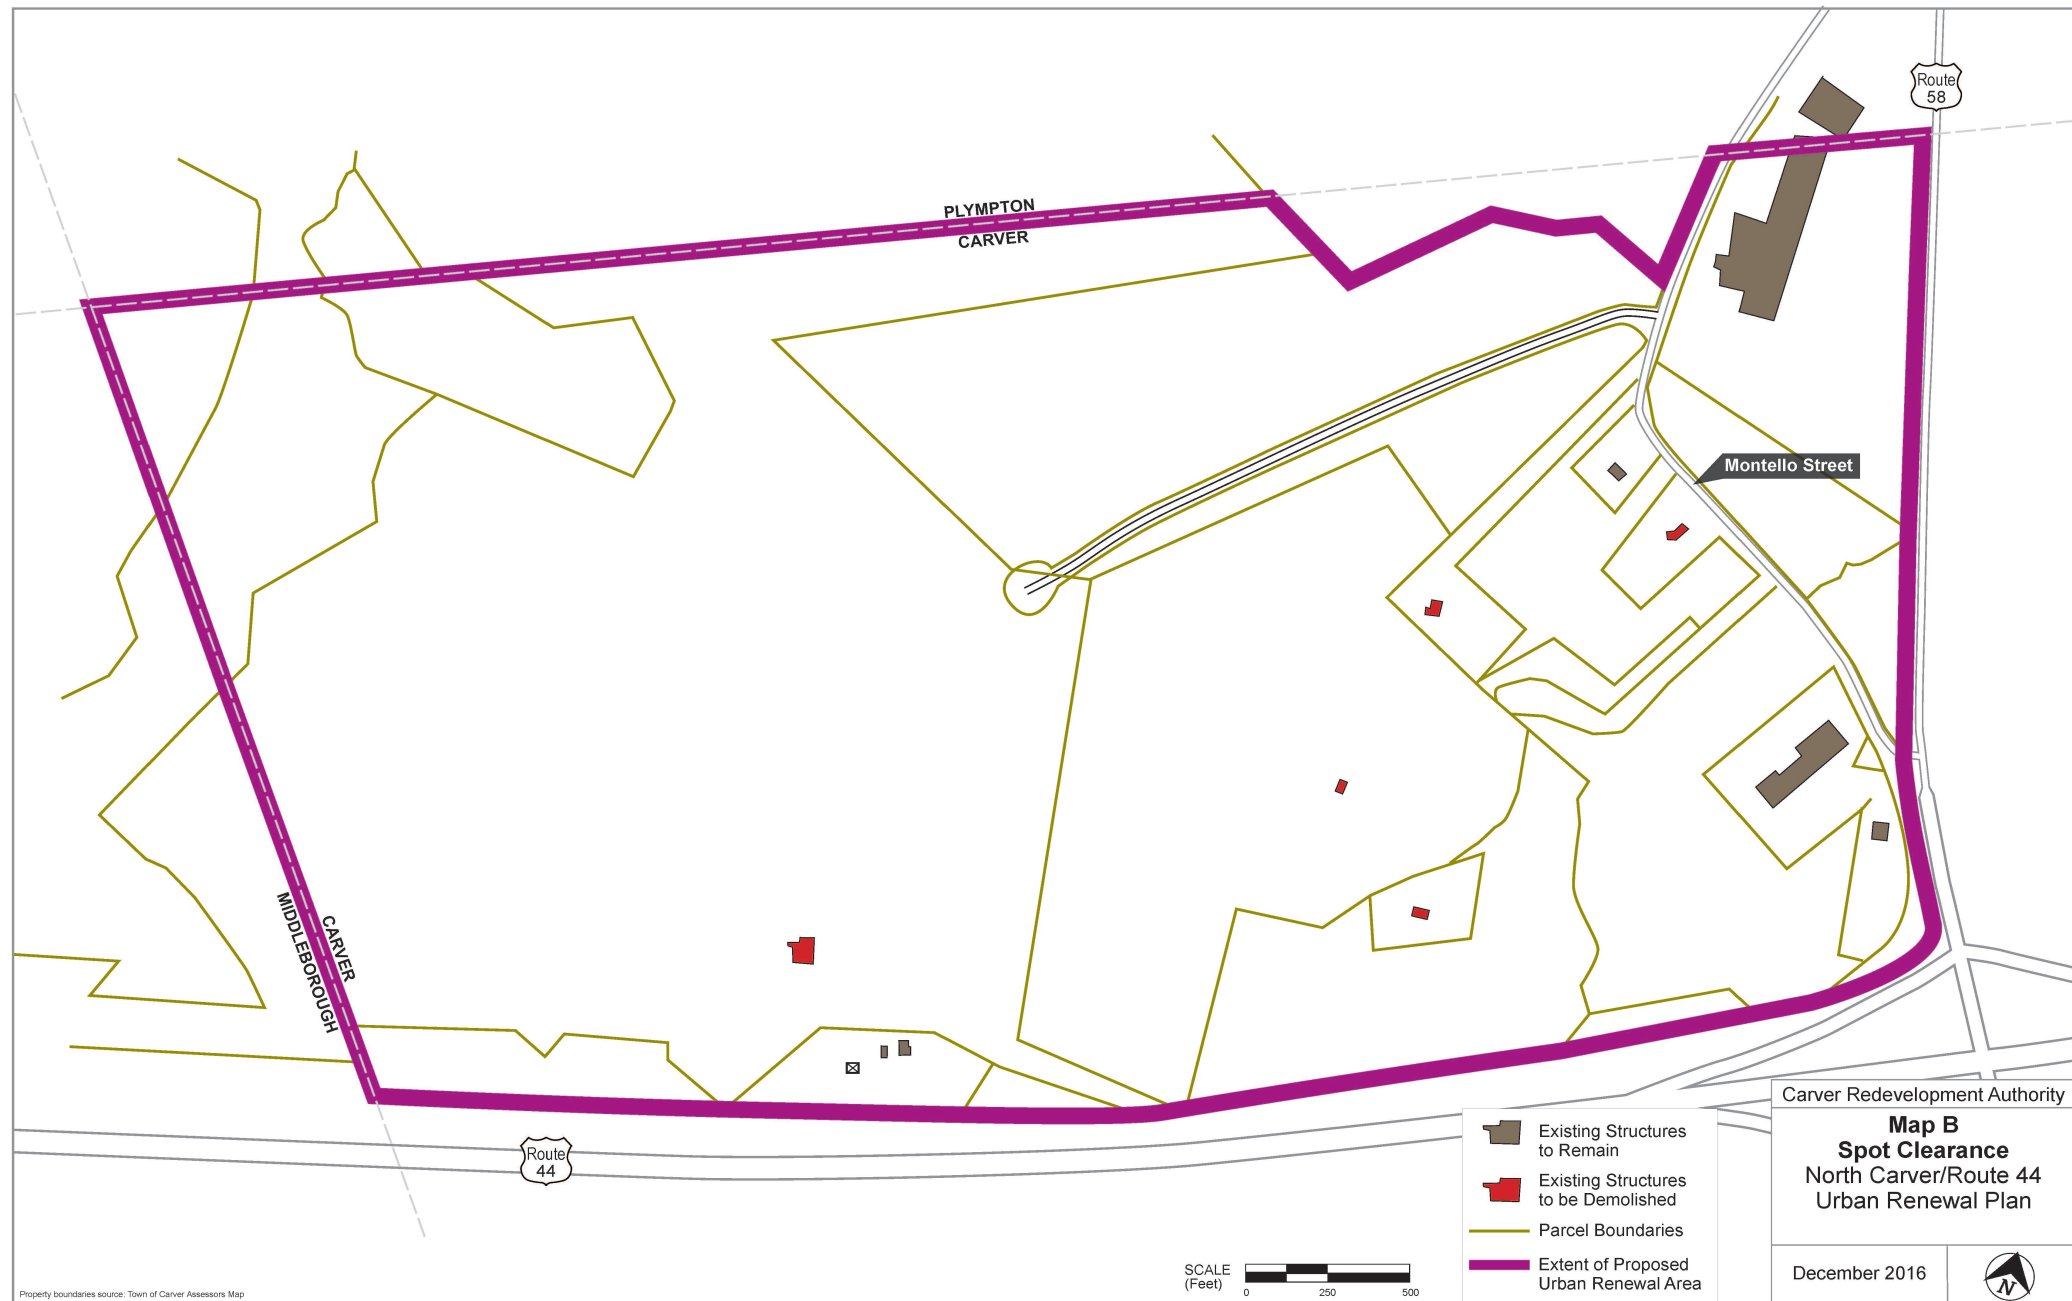 Route
58
PLYMPTON
CARVER
Montello Street
CARVER
MIDDLEBOROUGH
Route
44
Existing Structures
to Remain
Existing Structures
to be Demolished
Parcel Boundaries
Extent of Proposed
Urban Renewal Area
SCALE
(Feet)
0 250 500
Carver Redevelopment Authority
Map B
Spot Clearance
North Carver/Route 44
Urban Renewal Plan
December 2016
N
Property boundaries source: Town of Carver Assessors Map